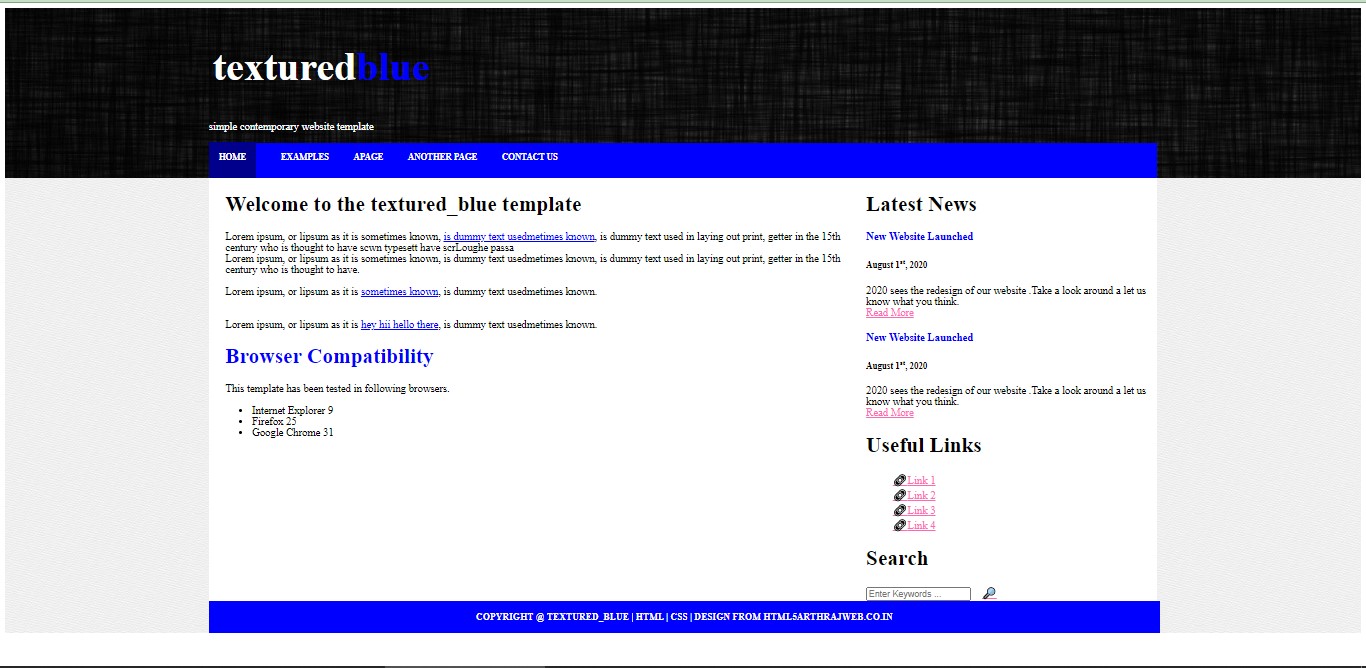 texturedblue
simple contemporary website template
HOME EXAMPLES APAGE ANOTHER PAGE CONTACT US
Welcome to the textured_blue template
Lorem ipsum, or lipsum as it is sometimes known, is dummy text usedmetimes known, is dummy text used in laying out print, getter in the 15th
century who is thought to have scwn typesett have scrLoughe passa
Lorem ipsum, or lipsum as it is sometimes known, is dummy text usedmetimes known, is dummy text used in laying out print, getter in the 15th
century who is thought to have.
Lorem ipsum, or lipsum as it is sometimes known, is dummy text usedmetimes known.
Lorem ipsum, or lipsum as it is hey hii hello there, is dummy text usedmetimes known.
Browser Compatibility
This template has been tested in following browsers.
• Internet Explorer 9
• Firefox 25
• Google Chrome 31
Latest News
New Website Launched
August 1st, 2020
2020 sees the redesign of our website .Take a look around a let us
know what you think.
Read More
New Website Launched
August 1st, 2020
2020 sees the redesign of our website .Take a look around a let us
know what you think.
Read More
Useful Links
Link 1
Link 2
Link 3
Link 4
Search
Enter Keywords ...
COPYRIGHT @ TEXTURED_BLUE | HTML | CSS | DESIGN FROM HTML5ARTHRAJWEB.CO.IN